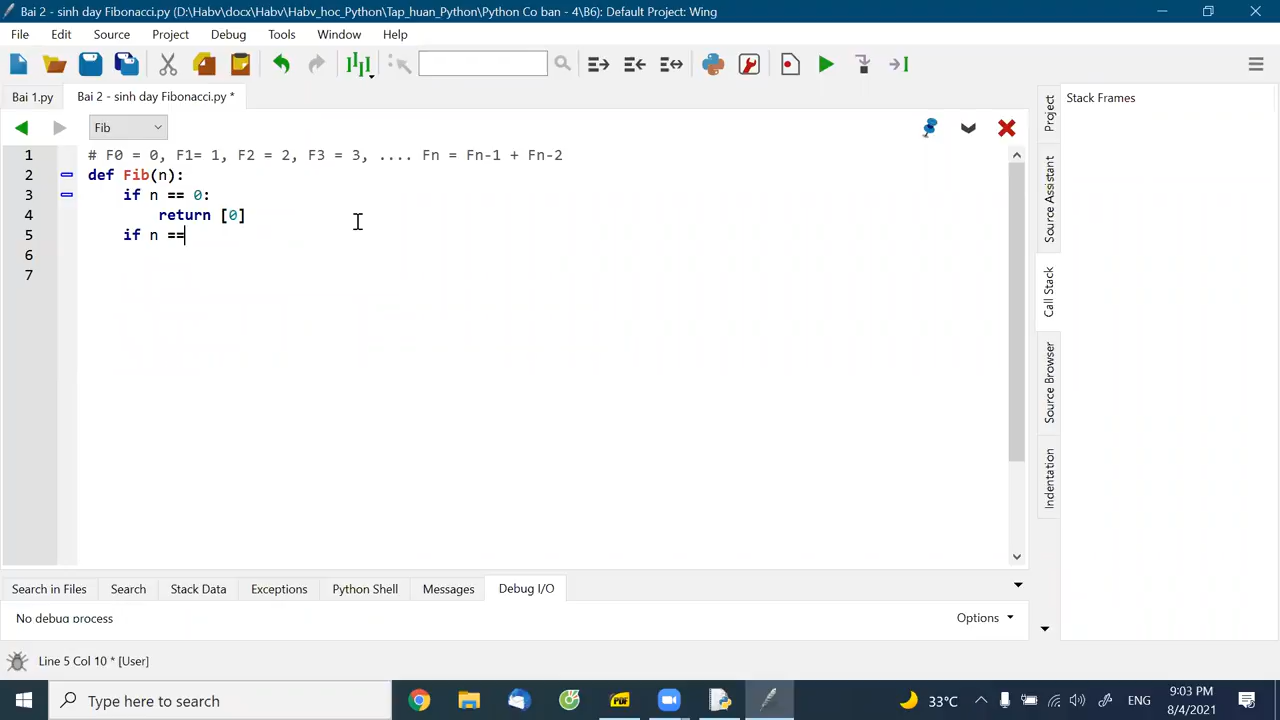 Bai 2 - sinh day Fibonacci.py (D:\Habv\docx\Habv\Habv_hoc_Python\Tap_huan_Python\Python Co ban - 4\B6): Default Project: Wing
File Edit Source Project Debug Tools Window Help
Bai 1.py Bai 2 - sinh day Fibonacci.py *
Fib
1 # F0 = 0, F1= 1, F2 = 2, F3 = 3, .... Fn = Fn-1 + Fn-2
2 def Fib(n):
3 if n == 0:
4 return [0]
5 if n ==
6
7
Stack Frames
Project
Source Assistant
Call Stack
Source Browser
Indentation
Search in Files Search Stack Data Exceptions Python Shell Messages Debug I/O
No debug process Options
Line 5 Col 10 * [User]
Type here to search
PDF
33°C ENG
9:03 PM
8/4/2021